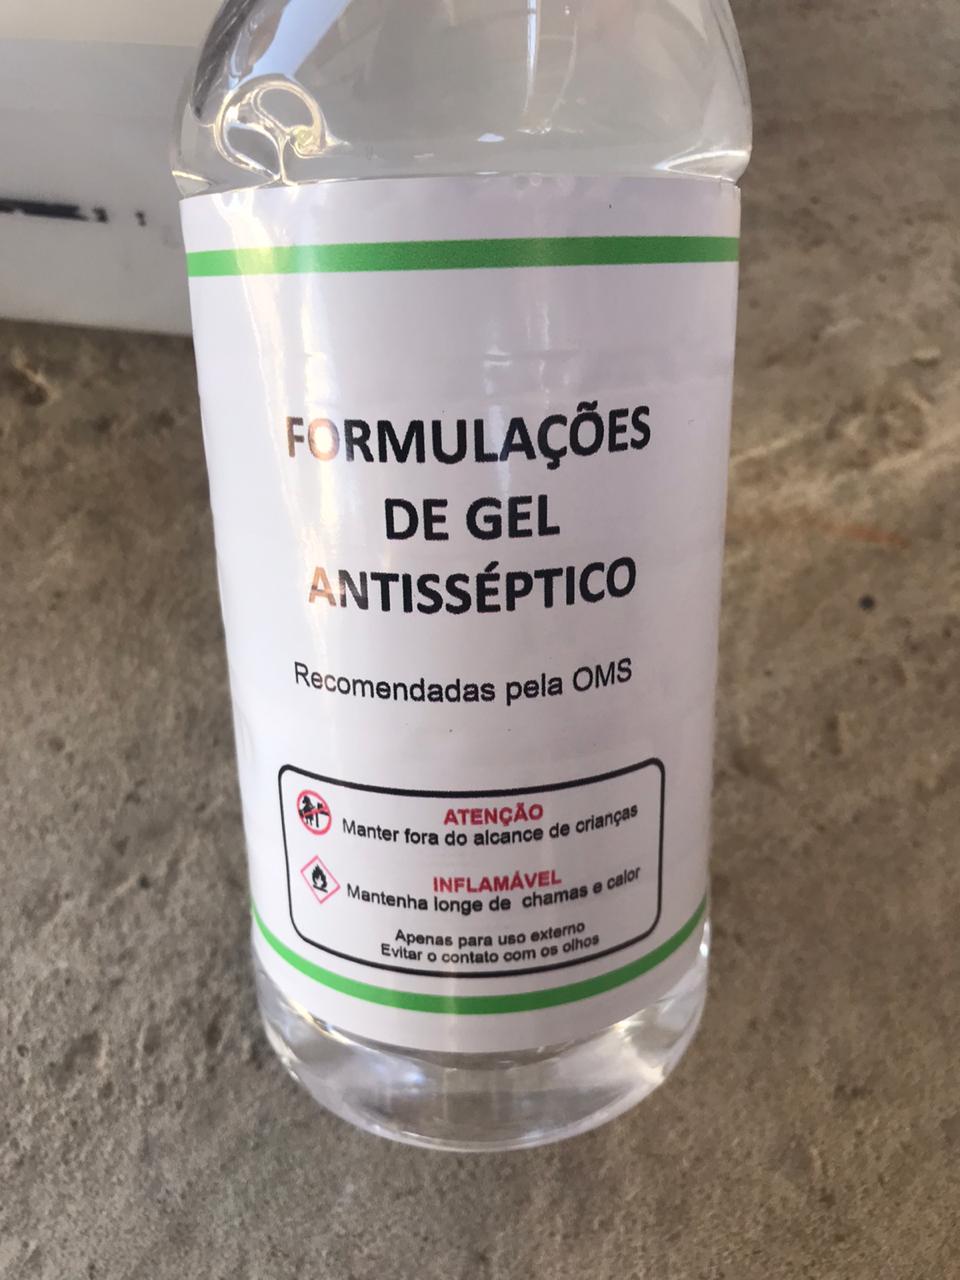 FORMULAÇÕES
DE GEL
ANTISSÉPTICO
Recomendadas pela OMS
ATENÇÃO
Manter fora do alcance de crianças
INFLAMÁVEL
Mantenha longe de chamas e calor
Apenas para uso externo
Evitar o contato com os olhos